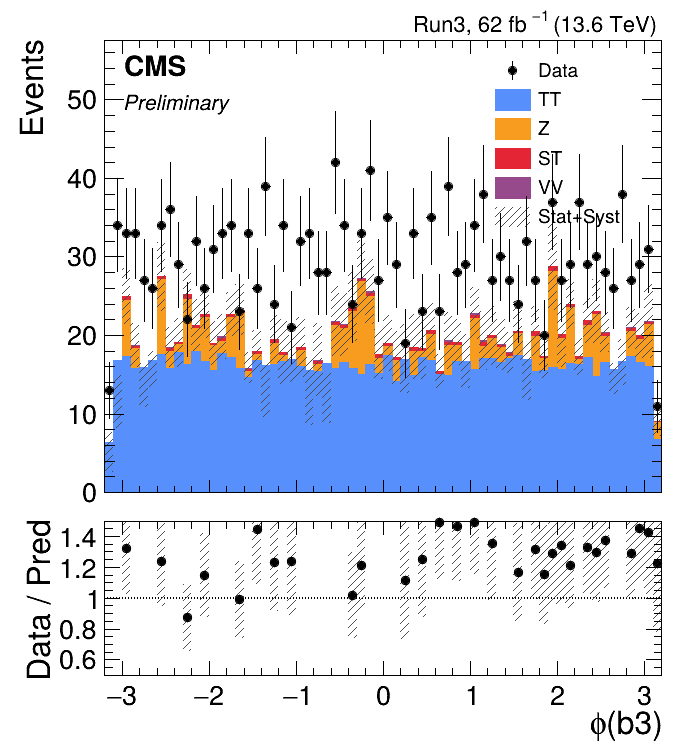 Run3, 62 fb⁻¹ (13.6 TeV)
CMS
Preliminary
Events
50
40
30
20
10
0
Data
TT
Z
ST
VV
Stat+Syst
Data / Pred
1.4
1.2
1
0.8
0.6
−3 −2 −1 0 1 2 3
ϕ(b3)